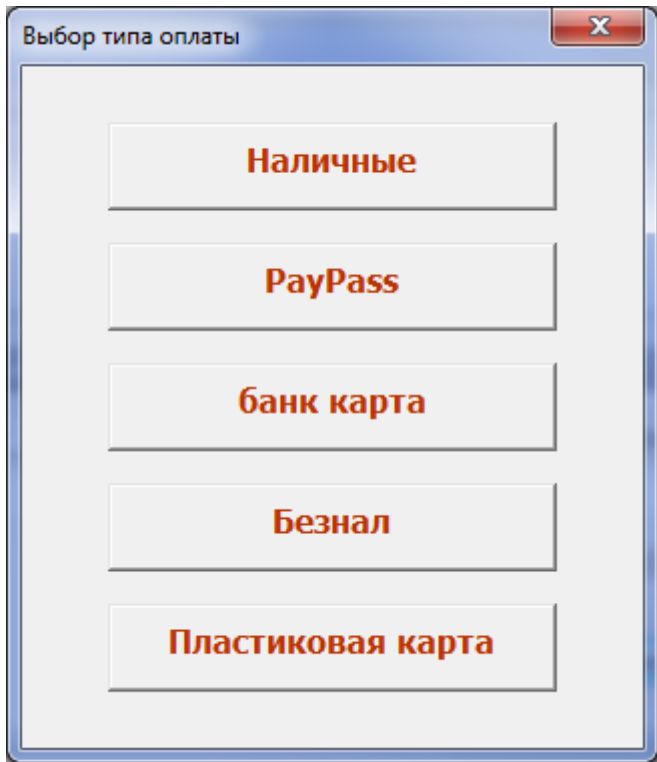 Выбор типа оплаты
Наличные
PayPass
банк карта
Безнал
Пластиковая карта